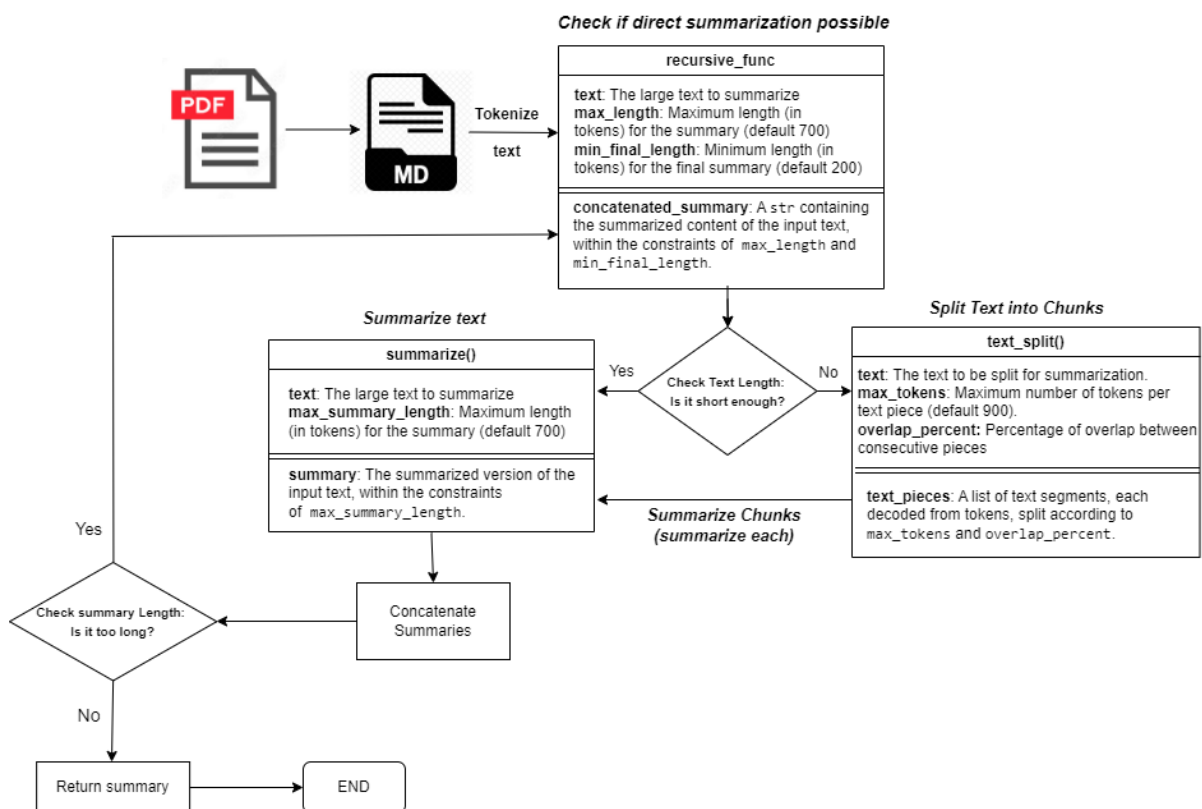 Check if direct summarization possible
PDF
MD
Tokenize
text
recursive_func
text: The large text to summarize
max_length: Maximum length (in
tokens) for the summary (default 700)
min_final_length: Minimum length (in
tokens) for the final summary (default 200)
concatenated_summary: A str containing
the summarized content of the input text,
within the constraints of max_length and
min_final_length.
Check Text Length:
Is it short enough?
Yes
No
Split Text into Chunks
text_split()
text: The text to be split for summarization.
max_tokens: Maximum number of tokens per
text piece (default 900).
overlap_percent: Percentage of overlap between
consecutive pieces
text_pieces: A list of text segments, each
decoded from tokens, split according to
max_tokens and overlap_percent.
Summarize Chunks
(summarize each)
Summarize text
summarize()
text: The large text to summarize
max_summary_length: Maximum length
(in tokens) for the summary (default 700)
summary: The summarized version of the
input text, within the constraints
of max_summary_length.
Concatenate
Summaries
Check summary Length:
Is it too long?
Yes
No
Return summary
END